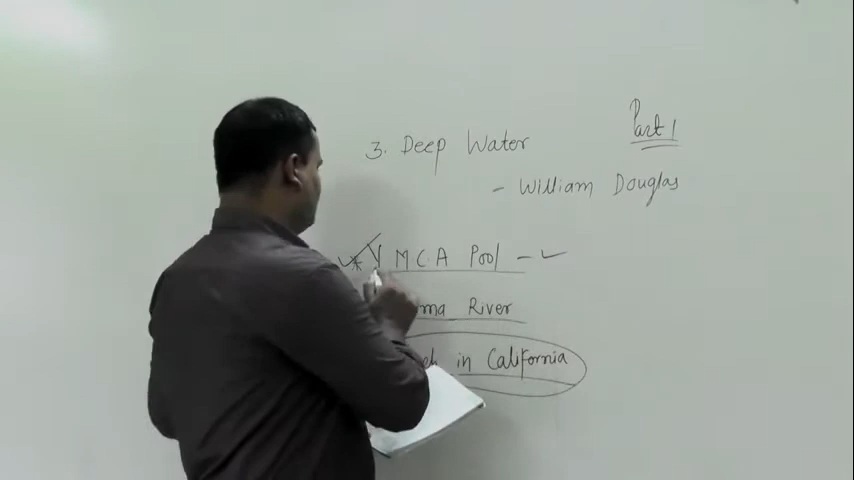 Part 1
3. Deep Water
- William Douglas
Y M C. A Pool -
River
in California